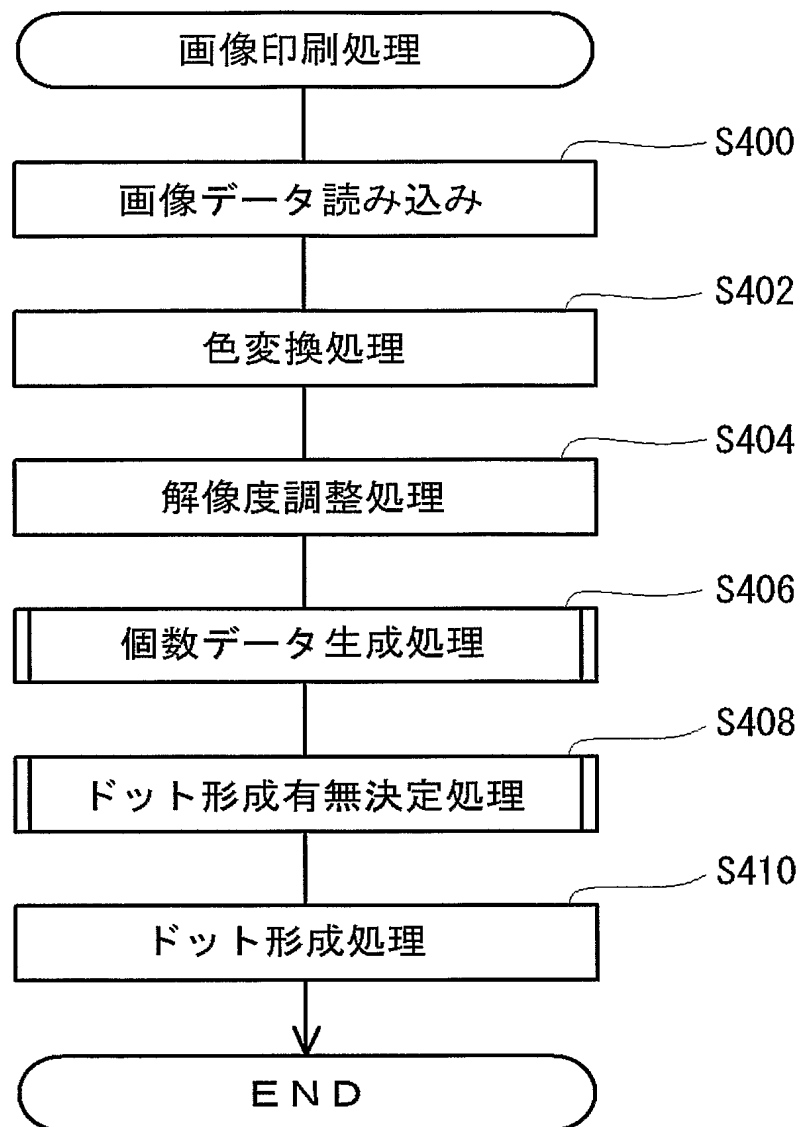 画像印刷処理
S400
画像データ読み込み
S402
色変換処理
S404
解像度調整処理
S406
個数データ生成処理
S408
ドット形成有無決定処理
S410
ドット形成処理
END